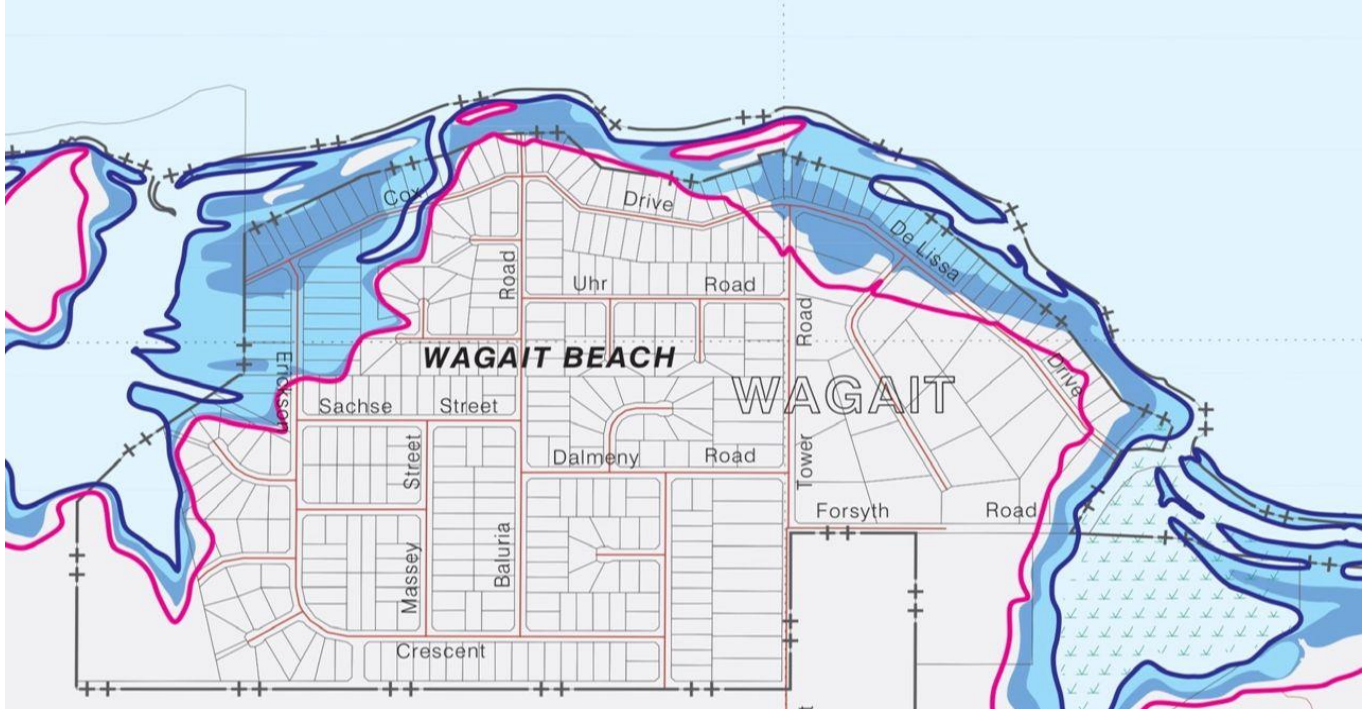 Cox
Drive
De Lissa
Road
Uhr
Road
Road
WAGAIT BEACH
WAGAIT
Drive
Erickson
Sachse
Street
Street
Dalmeny
Road
Tower
Forsyth
Road
Massey
Baluria
Crescent